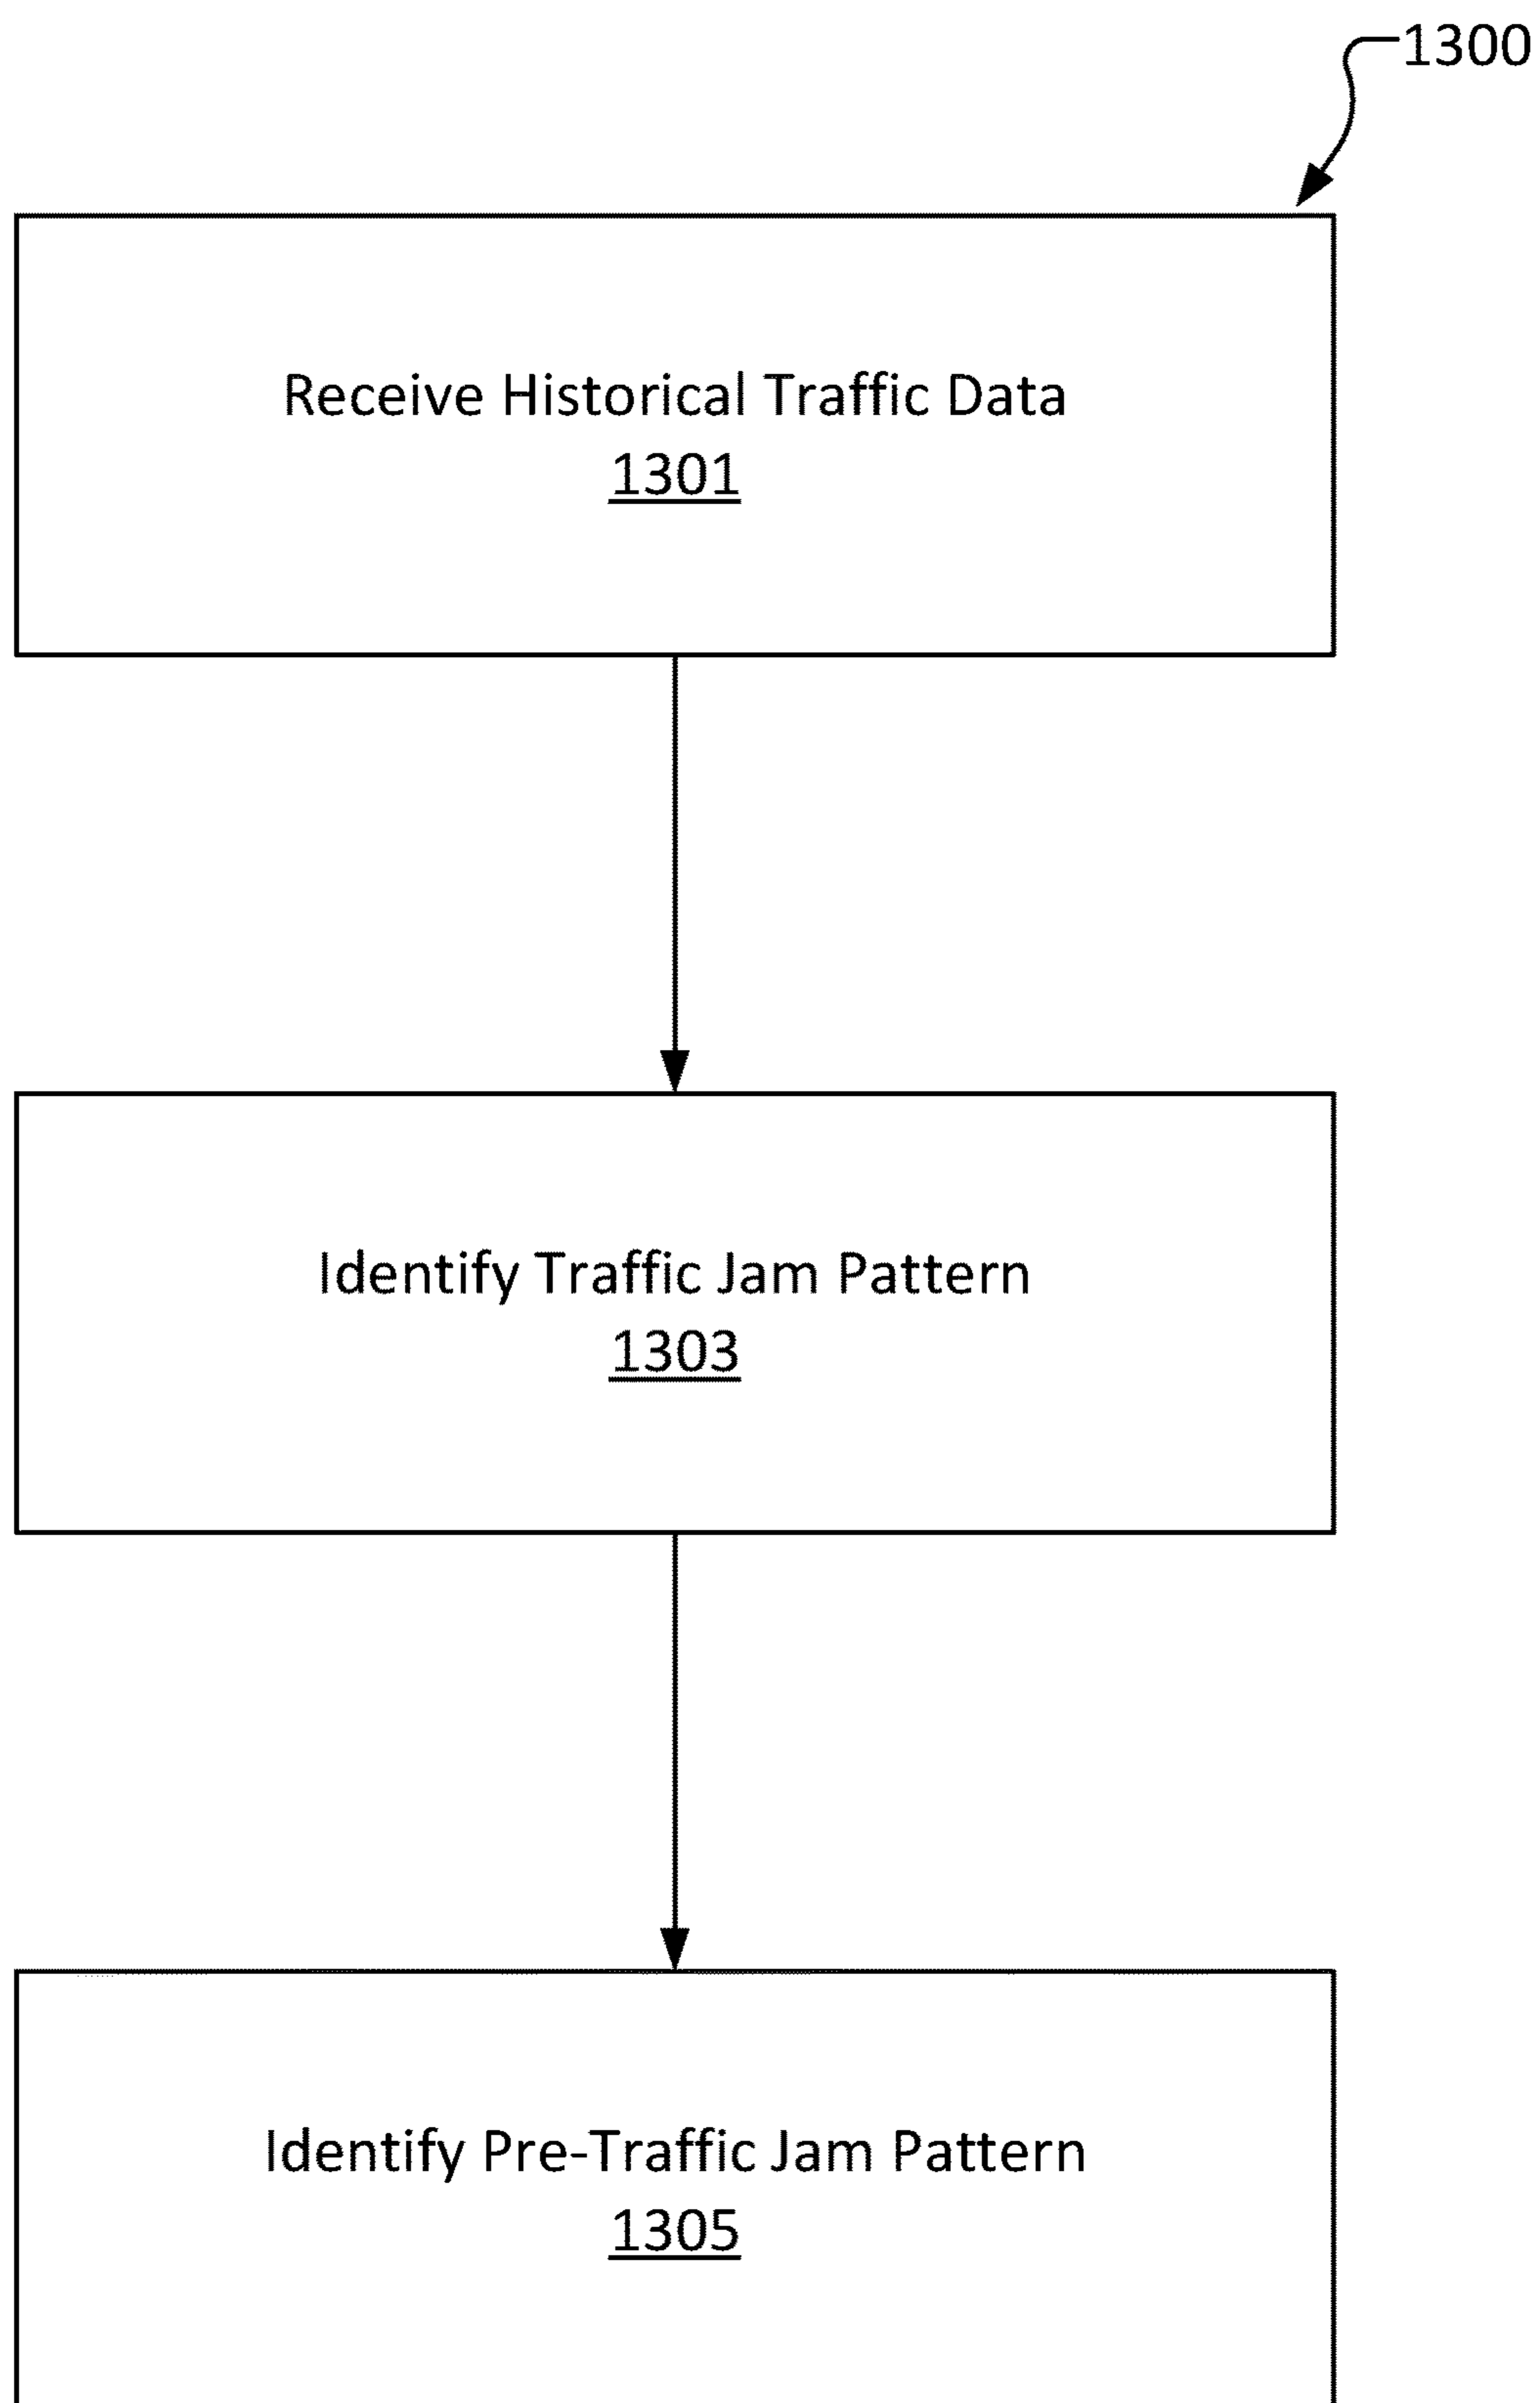 1300
Receive Historical Traffic Data
1301
Identify Traffic Jam Pattern
1303
Identify Pre-Traffic Jam Pattern
1305